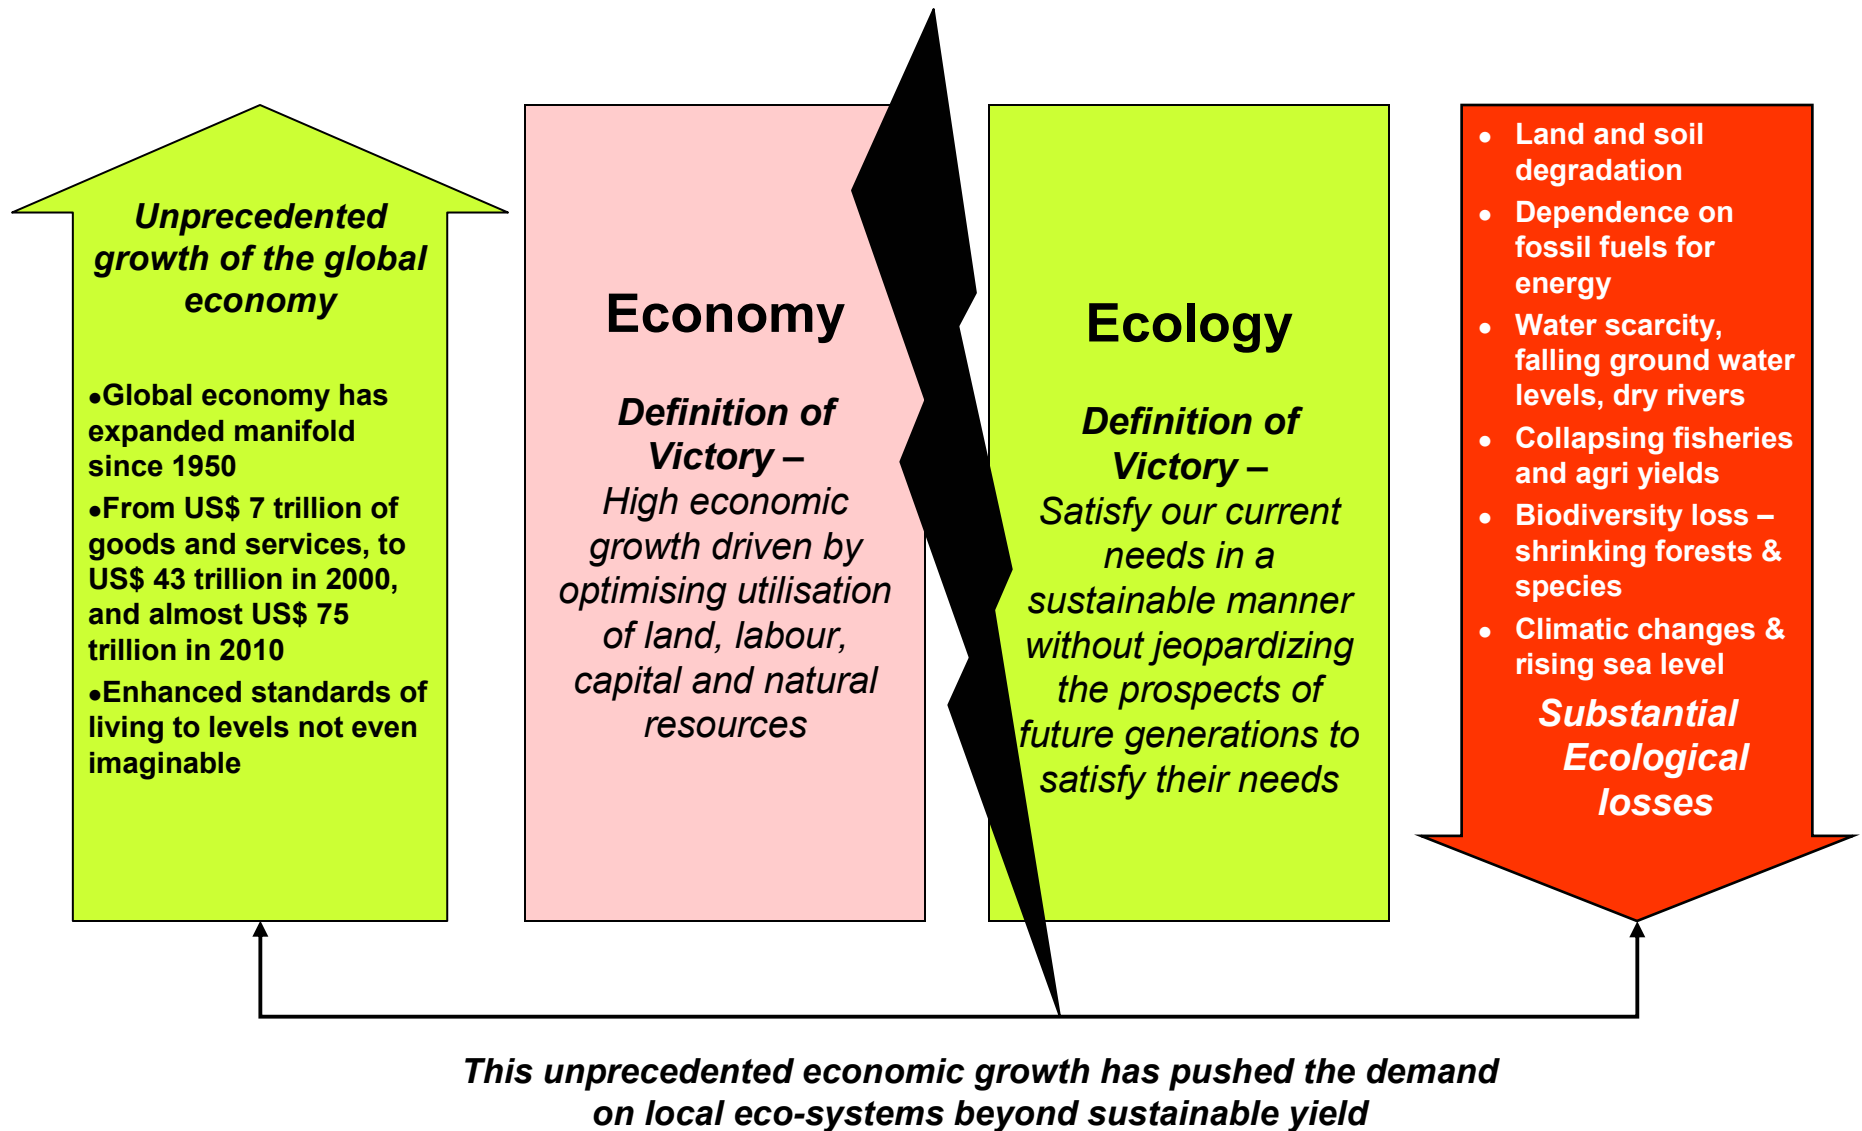 Unprecedented
growth of the global
economy
●Global economy has
expanded manifold
since 1950
●From US$ 7 trillion of
goods and services, to
US$ 43 trillion in 2000,
and almost US$ 75
trillion in 2010
●Enhanced standards of
living to levels not even
imaginable
Economy
Definition of
Victory –
High economic
growth driven by
optimising utilisation
of land, labour,
capital and natural
resources
Ecology
Definition of
Victory –
Satisfy our current
needs in a
sustainable manner
without jeopardizing
the prospects of
future generations to
satisfy their needs
● Land and soil
degradation
● Dependence on
fossil fuels for
energy
● Water scarcity,
falling ground water
levels, dry rivers
● Collapsing fisheries
and agri yields
● Biodiversity loss –
shrinking forests &
species
● Climatic changes &
rising sea level
Substantial
Ecological
losses
This unprecedented economic growth has pushed the demand
on local eco-systems beyond sustainable yield